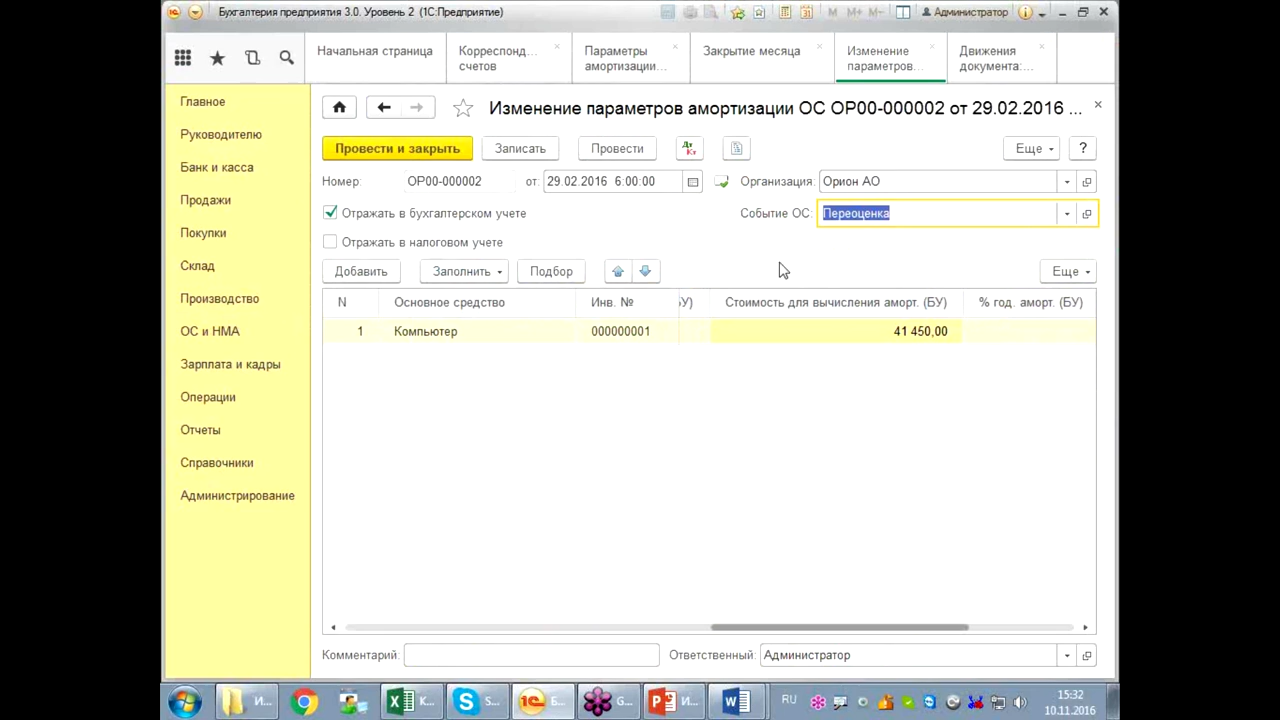 Бухгалтерия предприятия 3.0. Уровень 2 (1С:Предприятие)
M M+ M-
Администратор
Начальная страница
Корреспонд...
счетов
Параметры
амортизации...
Закрытие месяца
Изменение
параметров...
Движения
документа:...
Главное
Руководителю
Банк и касса
Продажи
Покупки
Склад
Производство
ОС и НМА
Зарплата и кадры
Операции
Отчеты
Справочники
Администрирование
Изменение параметров амортизации ОС ОР00-000002 от 29.02.2016 ...
Провести и закрыть
Записать
Провести
Дт
Кт
Еще
?
Номер: ОР00-000002 от: 29.02.2016 6:00:00
Организация: Орион АО
Отражать в бухгалтерском учете
Событие ОС: Переоценка
Отражать в налоговом учете
Добавить
Заполнить
Подбор
Еще
N Основное средство Инв. № БУ) Стоимость для вычисления аморт. (БУ) % год. аморт. (БУ)
1 Компьютер 000000001 41 450,00
Комментарий:
Ответственный: Администратор
И...
К...
S...
Б...
G...
И...
RU
15:32
10.11.2016